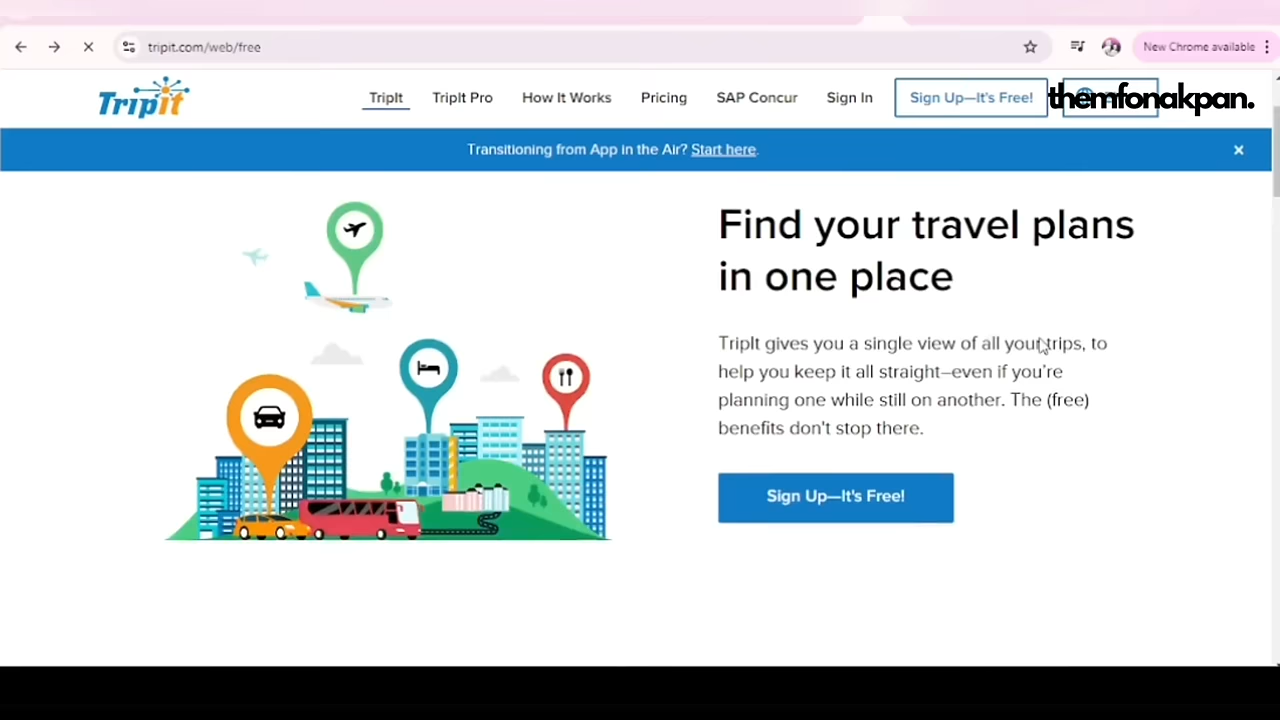 tripit.com/web/free
New Chrome available
TripIt
TripIt
TripIt Pro
How It Works
Pricing
SAP Concur
Sign In
Sign Up—It's Free!
themfonakpan.
Transitioning from App in the Air? Start here.
Find your travel plans
in one place
TripIt gives you a single view of all your trips, to
help you keep it all straight—even if you're
planning one while still on another. The (free)
benefits don't stop there.
Sign Up—It's Free!